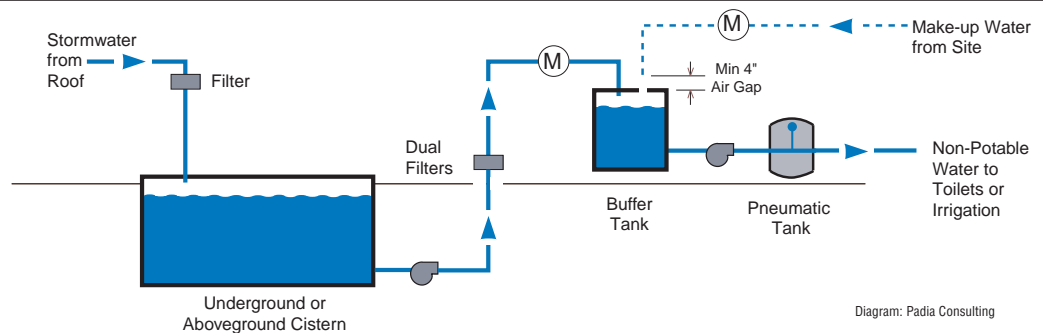 Stormwater
from
Roof
Filter
Dual
Filters
M
M
Make-up Water
from Site
Min 4"
Air Gap
Buffer
Tank
Pneumatic
Tank
Non-Potable
Water to
Toilets or
Irrigation
Underground or
Aboveground Cistern
Diagram: Padia Consulting